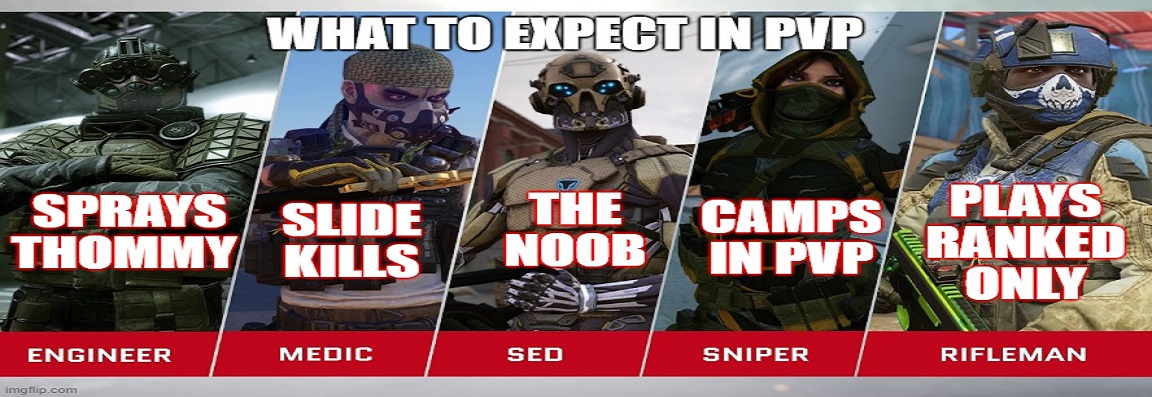 WHAT TO EXPECT IN PVP
SPRAYS
THOMMY
SLIDE
KILLS
THE
NOOB
CAMPS
IN PVP
PLAYS
RANKED
ONLY
ENGINEER
MEDIC
SED
SNIPER
RIFLEMAN
imgflip.com